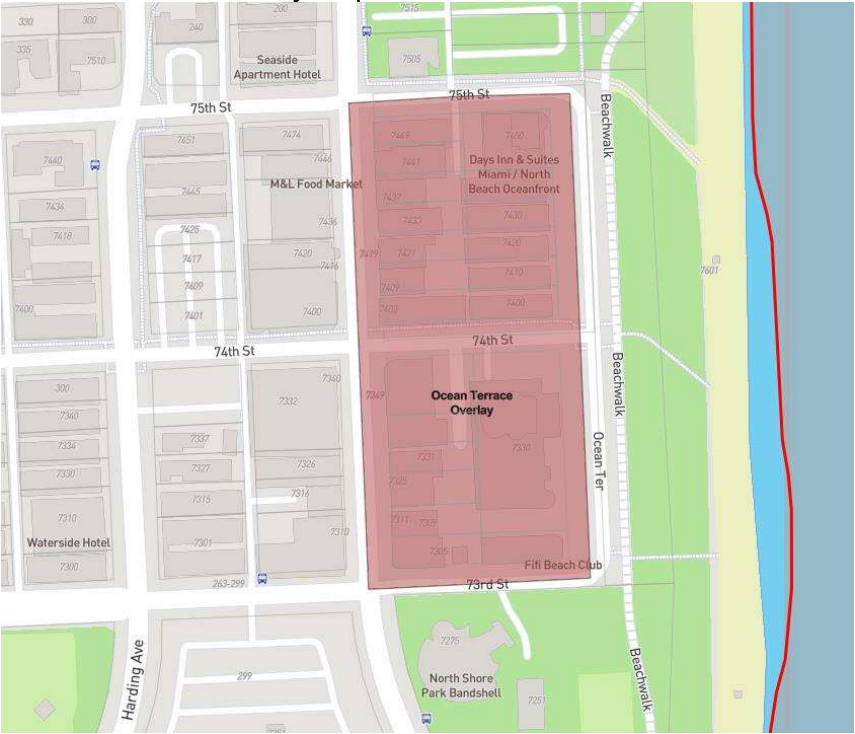 330
300
200
7515
240
335
7510
Seaside
Apartment Hotel
7505
75th St
75th St
Beachwalk
7451
7474
7469
7446
7440
7441
Days Inn & Suites
Miami / North
Beach Oceanfront
M&L Food Market
7445
7437
7434
7436
7433
7430
7425
7418
7420
7417
7420
7419
7421
7416
7601
7410
7409
7409
7400
7401
7400
7403
7400
74th St
74th St
Beachwalk
300
7340
7349
7340
7332
Ocean Terrace
Overlay
7337
7334
7331
7330
Ocean Ter
7327
7326
7330
7325
7315
7316
7310
7311
7329
7301
7310
Waterside Hotel
7305
7300
Fifi Beach Club
263-299
73rd St
Harding Ave
7275
299
North Shore
Park Bandshell
Beachwalk
7251